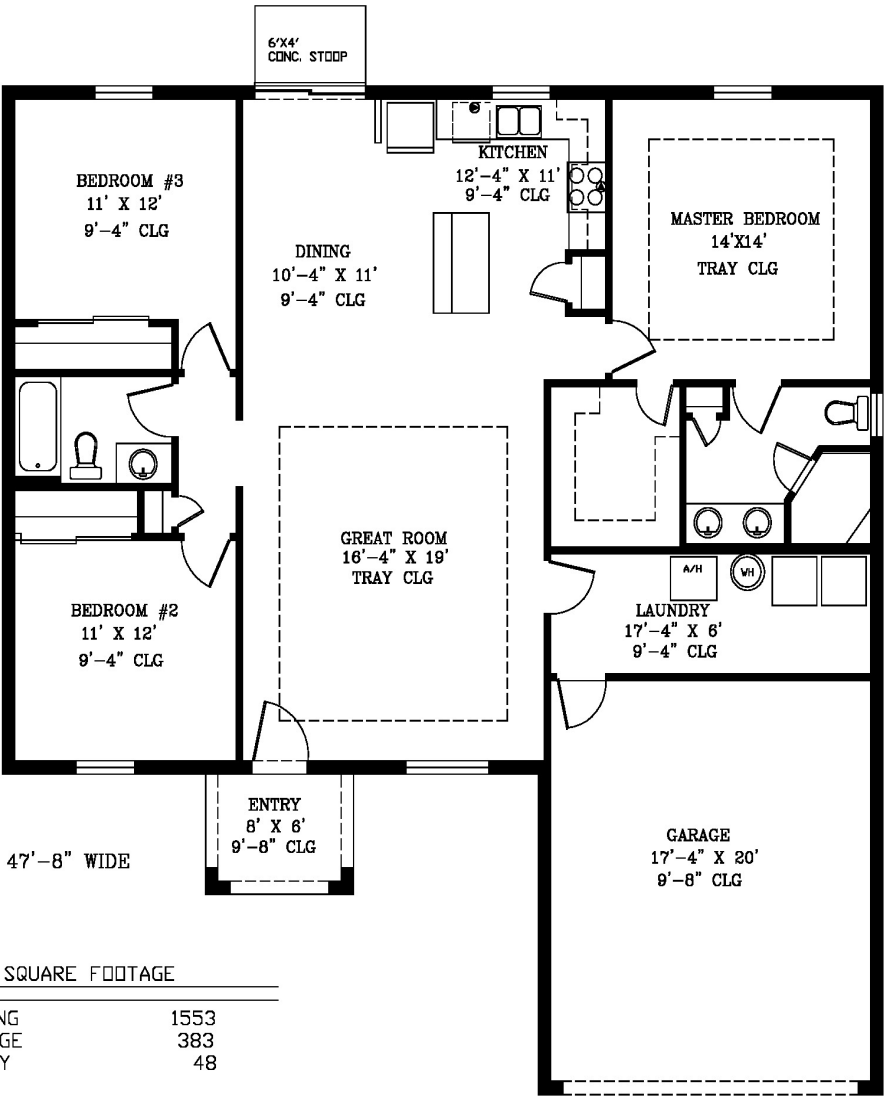 6'X4'
CONC. STOOP
BEDROOM #3
11' X 12'
9'-4" CLG
KITCHEN
12'-4" X 11'
9'-4" CLG
DINING
10'-4" X 11'
9'-4" CLG
MASTER BEDROOM
14'X14'
TRAY CLG
GREAT ROOM
16'-4" X 19'
TRAY CLG
A/H
WH
LAUNDRY
17'-4" X 6'
9'-4" CLG
BEDROOM #2
11' X 12'
9'-4" CLG
ENTRY
8' X 6'
9'-8" CLG
GARAGE
17'-4" X 20'
9'-8" CLG
47'-8" WIDE
SQUARE FOOTAGE
NG 1553
GE 383
Y 48